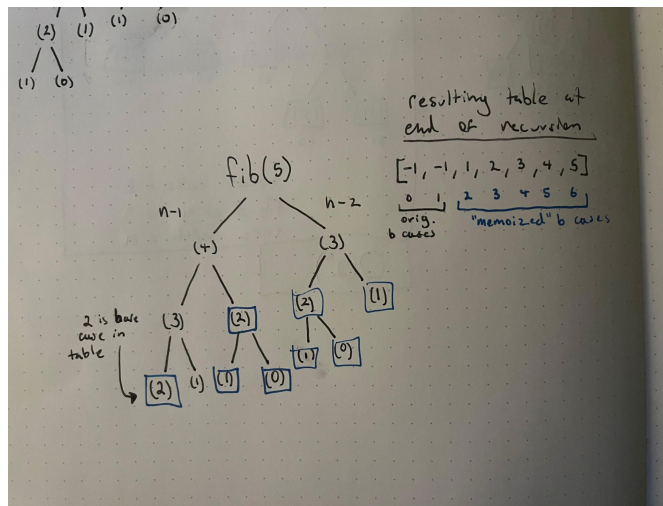 (2) (1) (1) (0)
(1) (0)
resulting table at
end of recursion
[-1, -1, 1, 2, 3, 4, 5]
0 1 2 3 4 5 6
orig.
b cases
"memoized" b cases
fib(5)
n-1
n-2
(4) (3)
(3) (2) (2) (1)
2 is base
case in
table
(2) (1) (1) (0) (1) (0)